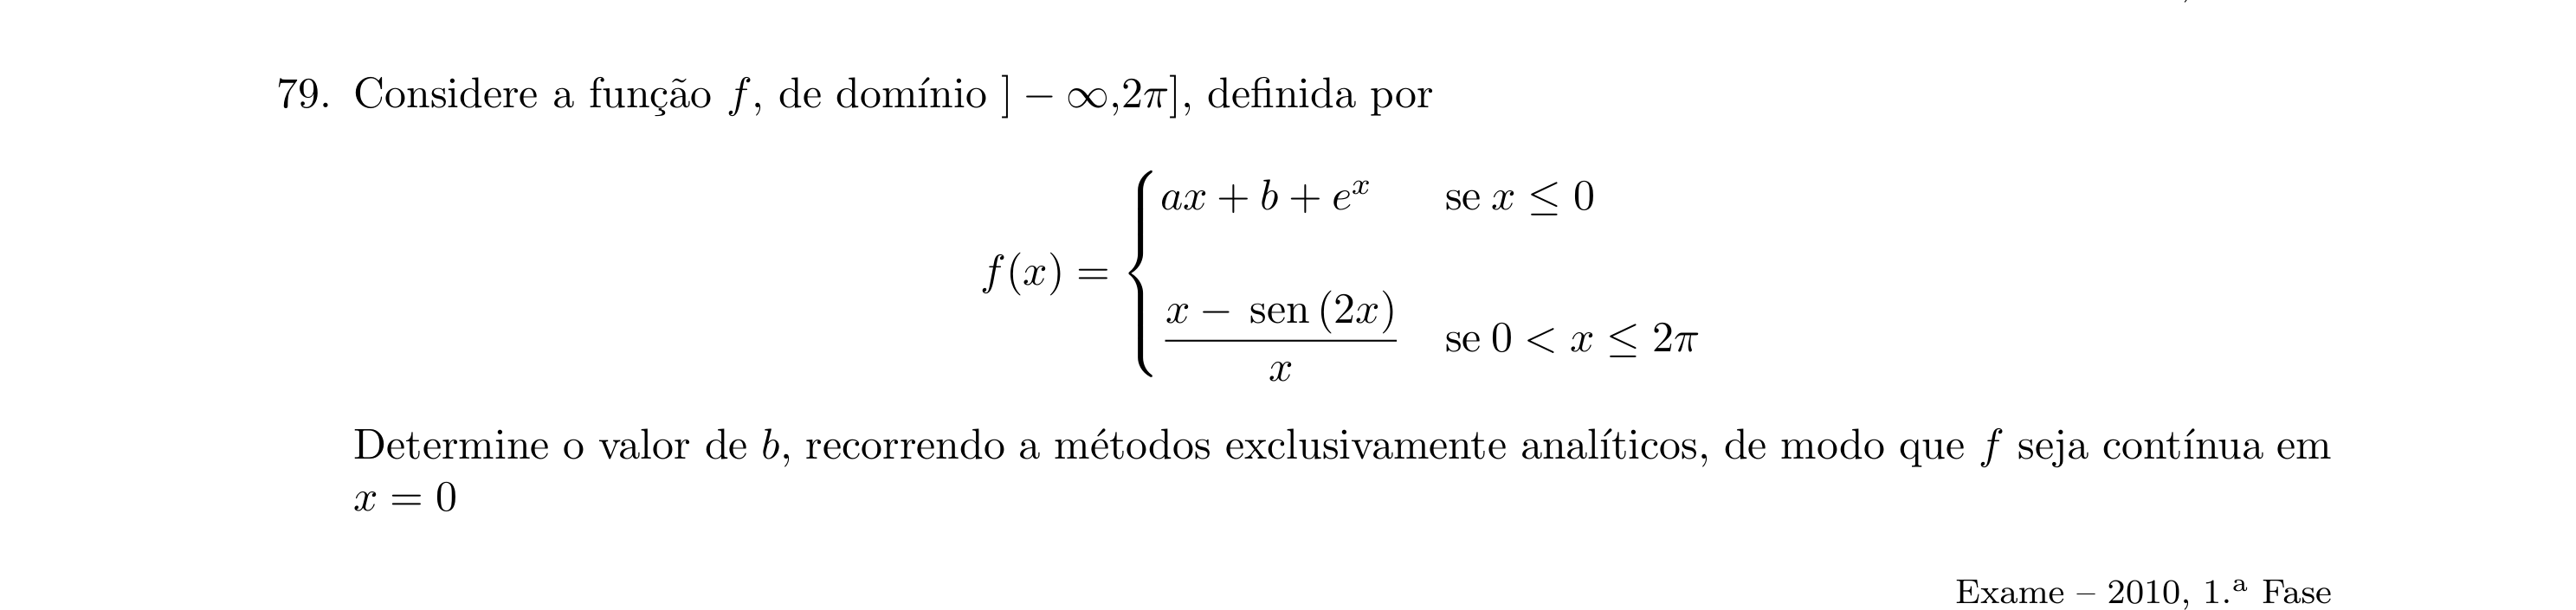 79. Considere a função f, de domínio ] − ∞,2π], definida por
ax + b + e^x se x ≤ 0
f(x) = {
x − sen (2x) / x se 0 < x ≤ 2π
Determine o valor de b, recorrendo a métodos exclusivamente analíticos, de modo que f seja contínua em
x = 0
Exame – 2010, 1.ª Fase